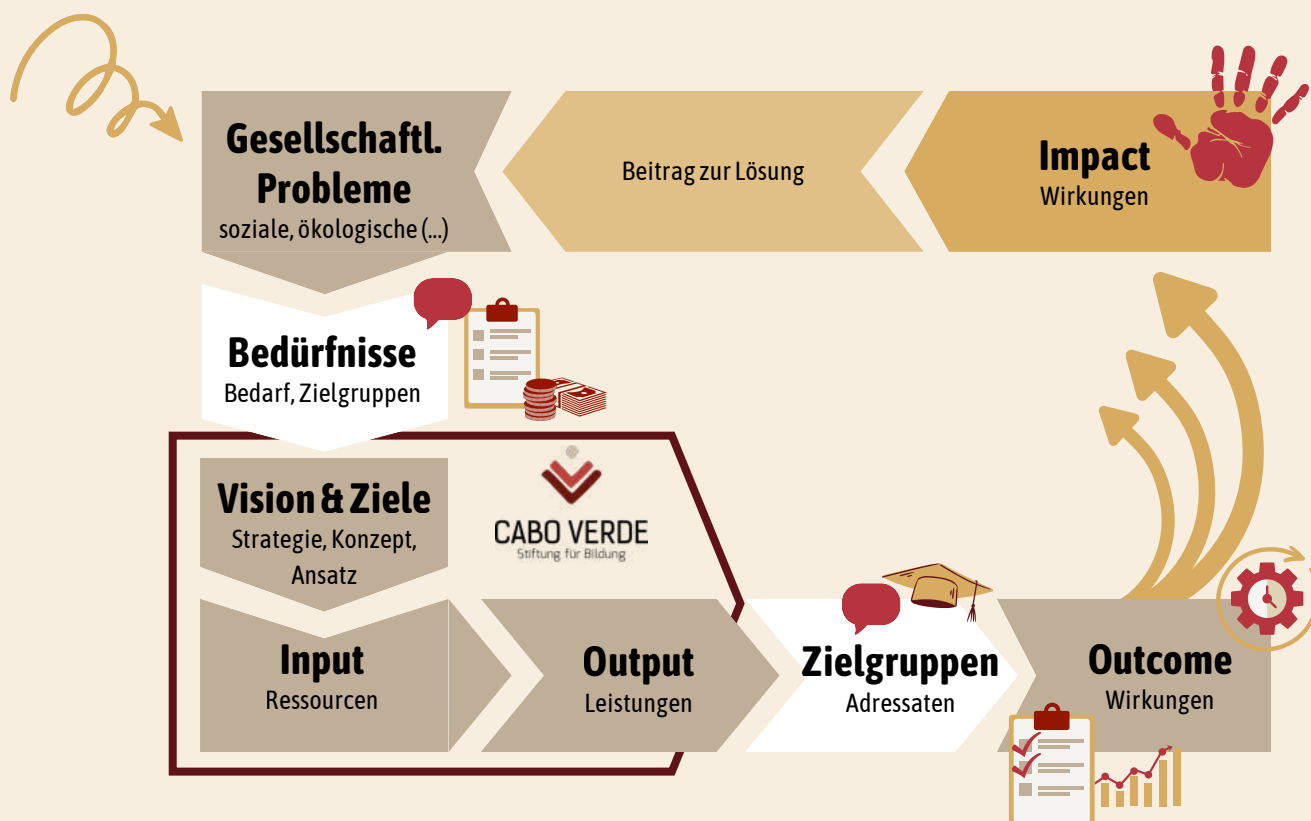 Gesellschaftl.
Probleme
soziale, ökologische (...)
Beitrag zur Lösung
Impact
Wirkungen
Bedürfnisse
Bedarf, Zielgruppen
Vision & Ziele
Strategie, Konzept,
Ansatz
CABO VERDE
Stiftung für Bildung
Input
Ressourcen
Output
Leistungen
Zielgruppen
Adressaten
Outcome
Wirkungen